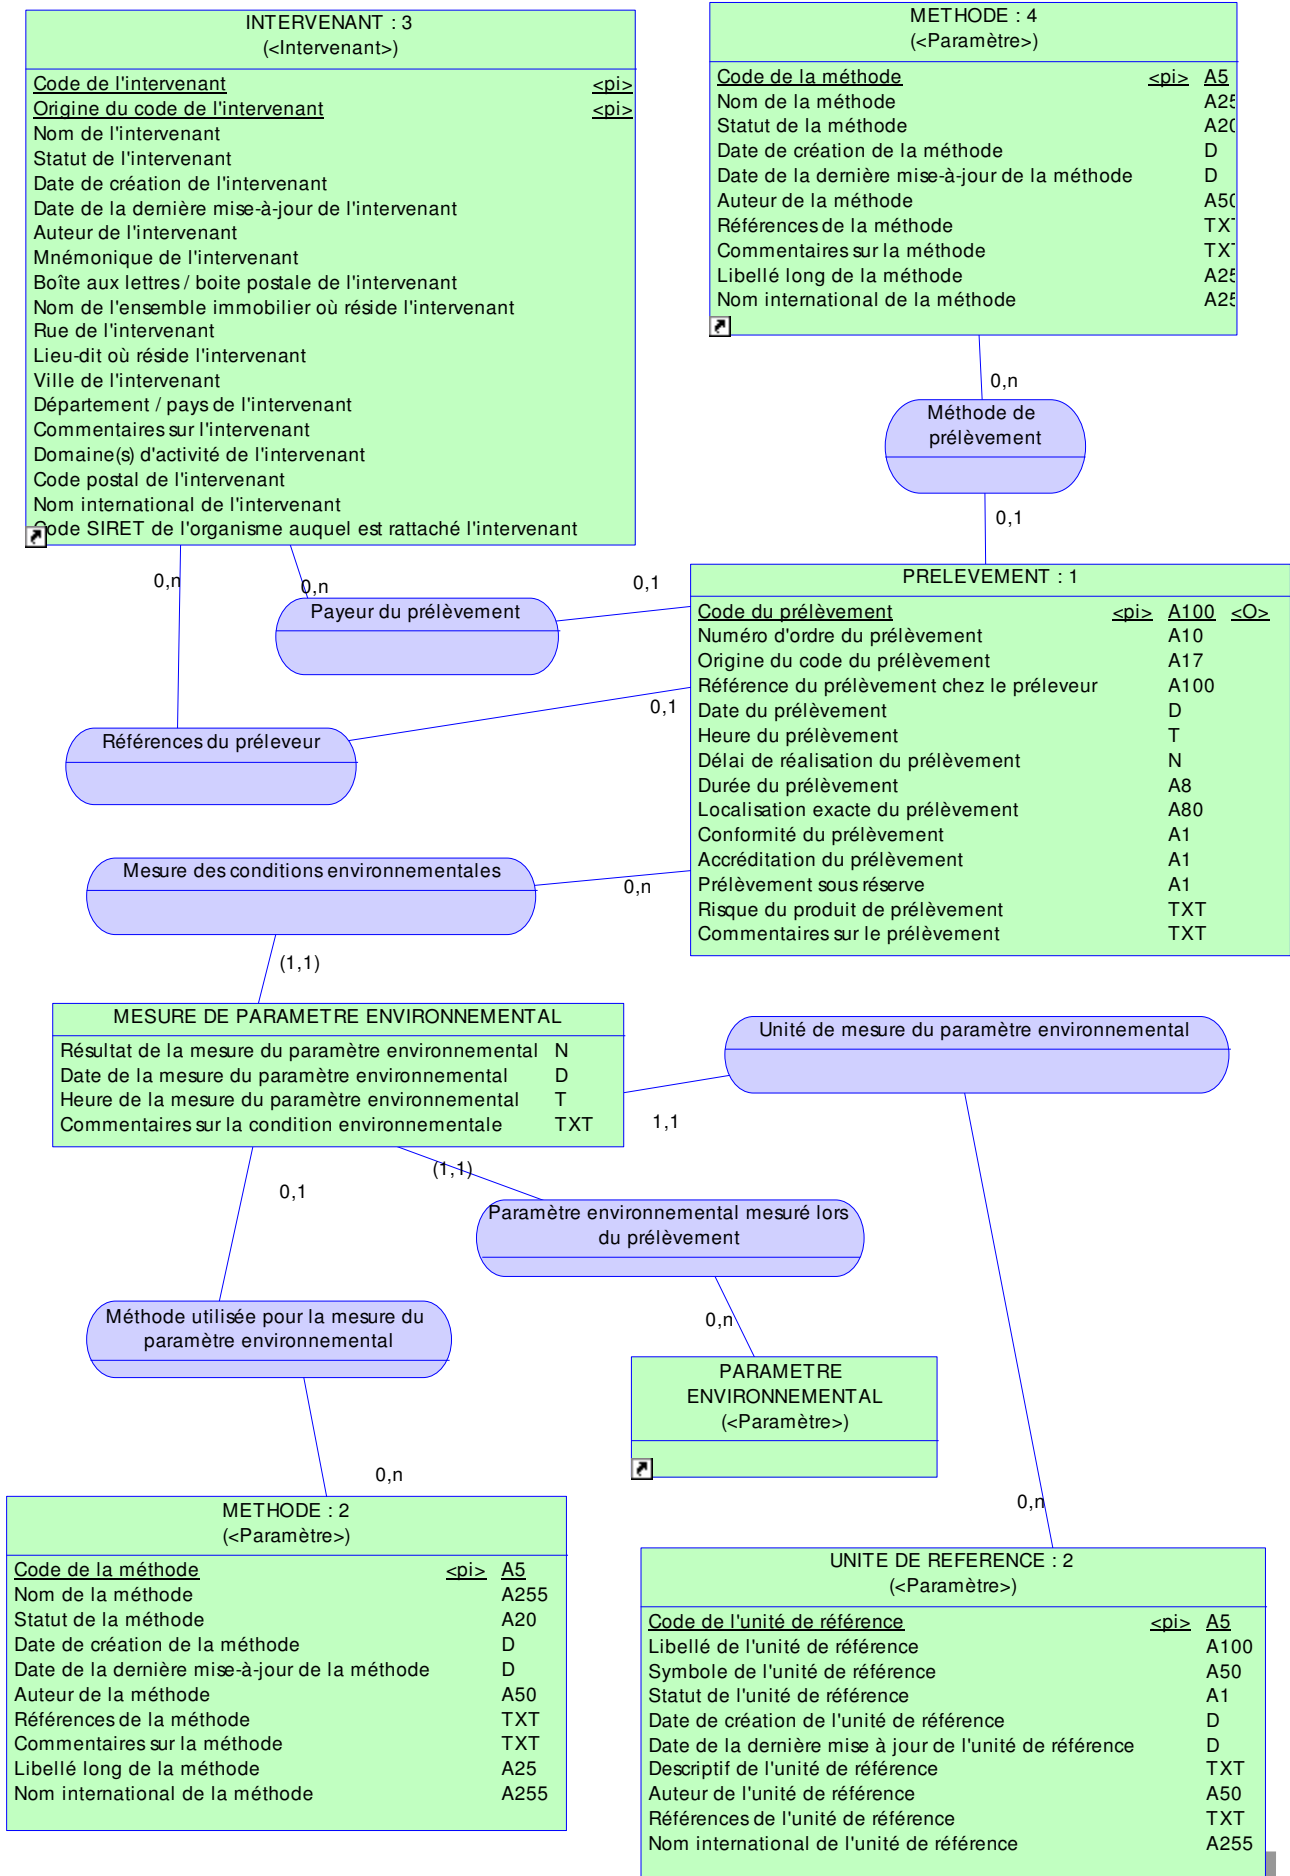 INTERVENANT : 3
(<Intervenant>)
Code de l'intervenant <pi>
Origine du code de l'intervenant <pi>
Nom de l'intervenant
Statut de l'intervenant
Date de création de l'intervenant
Date de la dernière mise-à-jour de l'intervenant
Auteur de l'intervenant
Mnémonique de l'intervenant
Boîte aux lettres / boite postale de l'intervenant
Nom de l'ensemble immobilier où réside l'intervenant
Rue de l'intervenant
Lieu-dit où réside l'intervenant
Ville de l'intervenant
Département / pays de l'intervenant
Commentaires sur l'intervenant
Domaine(s) d'activité de l'intervenant
Code postal de l'intervenant
Nom international de l'intervenant
Code SIRET de l'organisme auquel est rattaché l'intervenant
METHODE : 4
(<Paramètre>)
Code de la méthode <pi> A5
Nom de la méthode A25
Statut de la méthode A20
Date de création de la méthode D
Date de la dernière mise-à-jour de la méthode D
Auteur de la méthode A50
Références de la méthode TXT
Commentaires sur la méthode TXT
Libellé long de la méthode A25
Nom international de la méthode A25
0,n
Méthode de
prélèvement
0,1
0,n
0,n
0,1
Payeur du prélèvement
0,1
Références du préleveur
PRELEVEMENT : 1
Code du prélèvement <pi> A100 <O>
Numéro d'ordre du prélèvement A10
Origine du code du prélèvement A17
Référence du prélèvement chez le préleveur A100
Date du prélèvement D
Heure du prélèvement T
Délai de réalisation du prélèvement N
Durée du prélèvement A8
Localisation exacte du prélèvement A80
Conformité du prélèvement A1
Accréditation du prélèvement A1
Prélèvement sous réserve A1
Risque du produit de prélèvement TXT
Commentaires sur le prélèvement TXT
Mesure des conditions environnementales
0,n
(1,1)
MESURE DE PARAMETRE ENVIRONNEMENTAL
Résultat de la mesure du paramètre environnemental N
Date de la mesure du paramètre environnemental D
Heure de la mesure du paramètre environnemental T
Commentaires sur la condition environnementale TXT
Unité de mesure du paramètre environnemental
1,1
(1,1)
0,1
Paramètre environnemental mesuré lors
du prélèvement
Méthode utilisée pour la mesure du
paramètre environnemental
0,n
PARAMETRE
ENVIRONNEMENTAL
(<Paramètre>)
0,n
0,n
METHODE : 2
(<Paramètre>)
Code de la méthode <pi> A5
Nom de la méthode A255
Statut de la méthode A20
Date de création de la méthode D
Date de la dernière mise-à-jour de la méthode D
Auteur de la méthode A50
Références de la méthode TXT
Commentaires sur la méthode TXT
Libellé long de la méthode A25
Nom international de la méthode A255
UNITE DE REFERENCE : 2
(<Paramètre>)
Code de l'unité de référence <pi> A5
Libellé de l'unité de référence A100
Symbole de l'unité de référence A50
Statut de l'unité de référence A1
Date de création de l'unité de référence D
Date de la dernière mise à jour de l'unité de référence D
Descriptif de l'unité de référence TXT
Auteur de l'unité de référence A50
Références de l'unité de référence TXT
Nom international de l'unité de référence A255